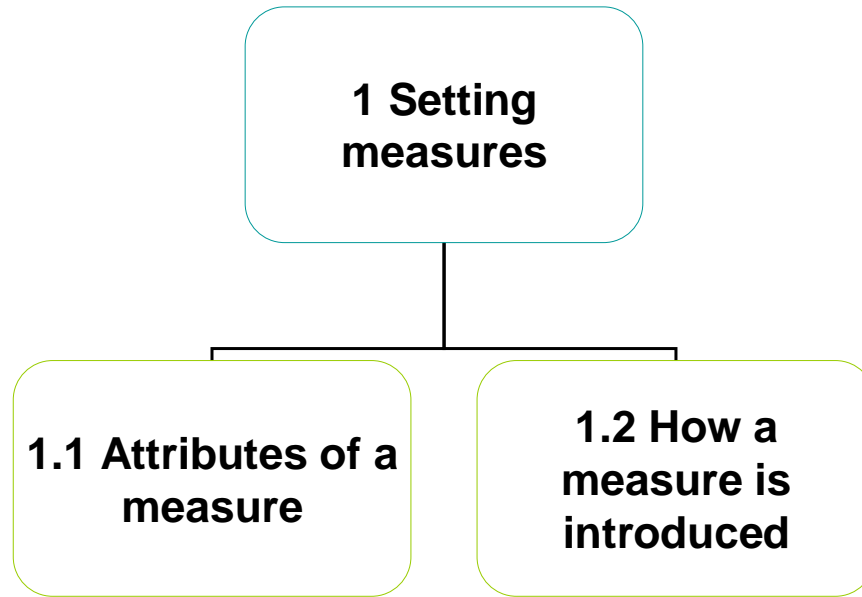 1 Setting
measures
1.1 Attributes of a
measure
1.2 How a
measure is
introduced